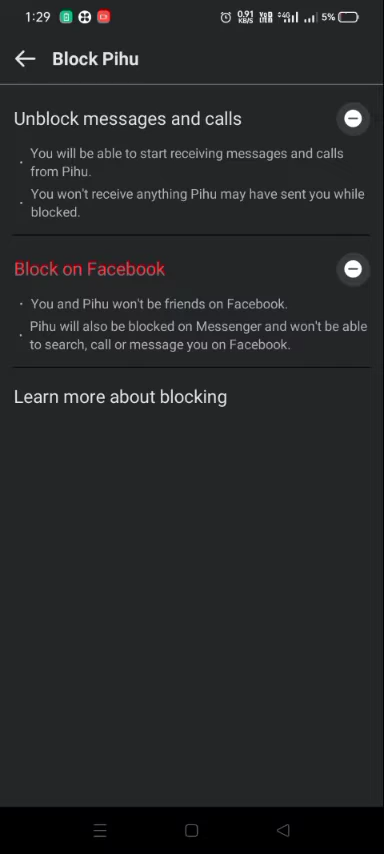 1:29 0.91 KB/S VoLTE 4G 5%
Block Pihu
Unblock messages and calls
· You will be able to start receiving messages and calls
from Pihu.
· You won't receive anything Pihu may have sent you while
blocked.
Block on Facebook
· You and Pihu won't be friends on Facebook.
· Pihu will also be blocked on Messenger and won't be able
to search, call or message you on Facebook.
Learn more about blocking